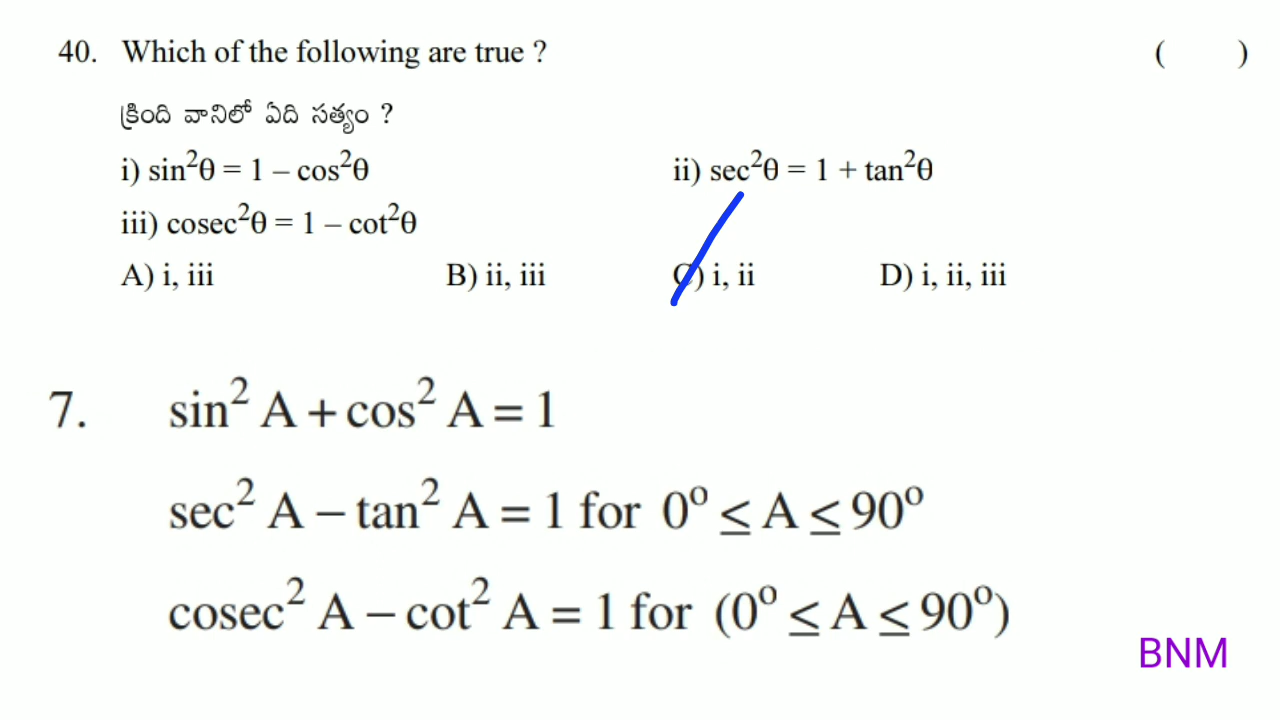 40. Which of the following are true ? ( )
క్రింది వానిలో ఏది సత్యం ?
i) sin²θ = 1 – cos²θ ii) sec²θ = 1 + tan²θ
iii) cosec²θ = 1 – cot²θ
A) i, iii B) ii, iii C) i, ii D) i, ii, iii
7. sin² A + cos² A = 1
sec² A – tan² A = 1 for 0° ≤ A ≤ 90°
cosec² A – cot² A = 1 for (0° ≤ A ≤ 90°)
BNM